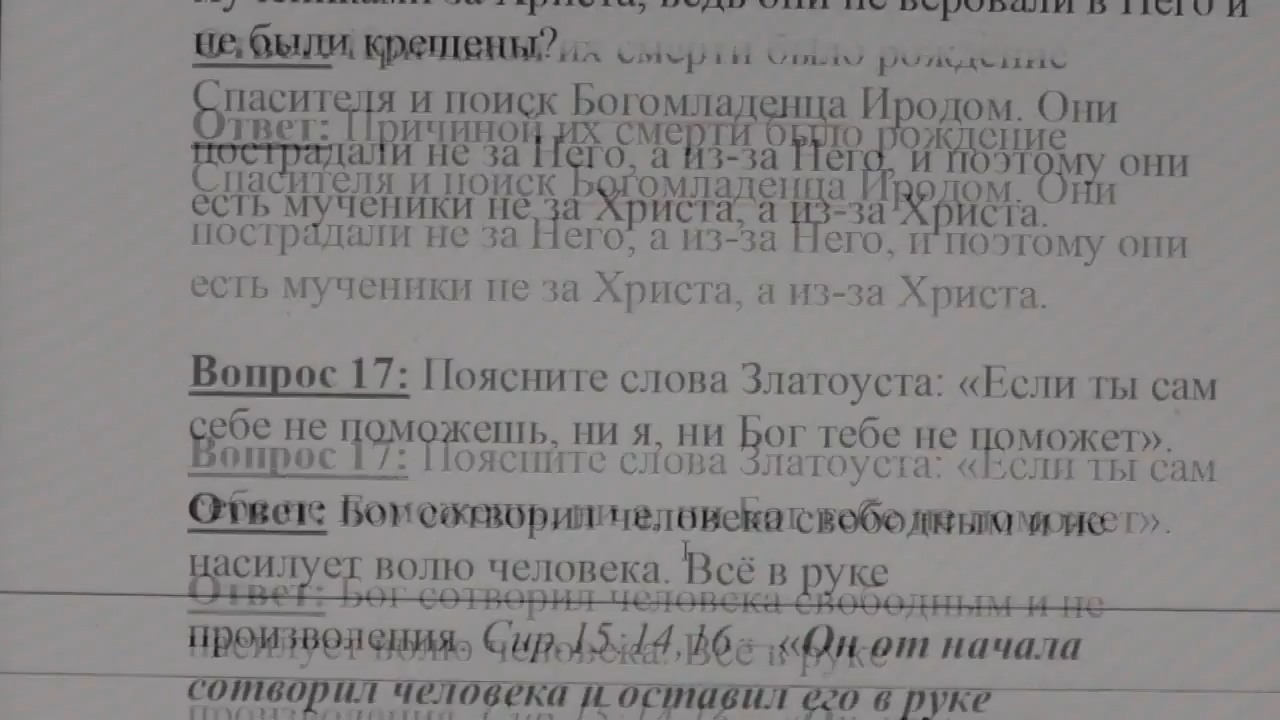 мучениками за Христа, ведь они не веровали в Него и
не были крещены?
Ответ: Причиной их смерти было рождение
Спасителя и поиск Богомладенца Иродом. Они
пострадали не за Него, а из-за Него, и поэтому они
есть мученики не за Христа, а из-за Христа.
Вопрос 17: Поясните слова Златоуста: «Если ты сам
себе не поможешь, ни я, ни Бог тебе не поможет».
Ответ: Бог сотворил человека свободным и не
насилует волю человека. Всё в руке
произволения. Сир.15:14,16 – «Он от начала
сотворил человека и оставил его в руке